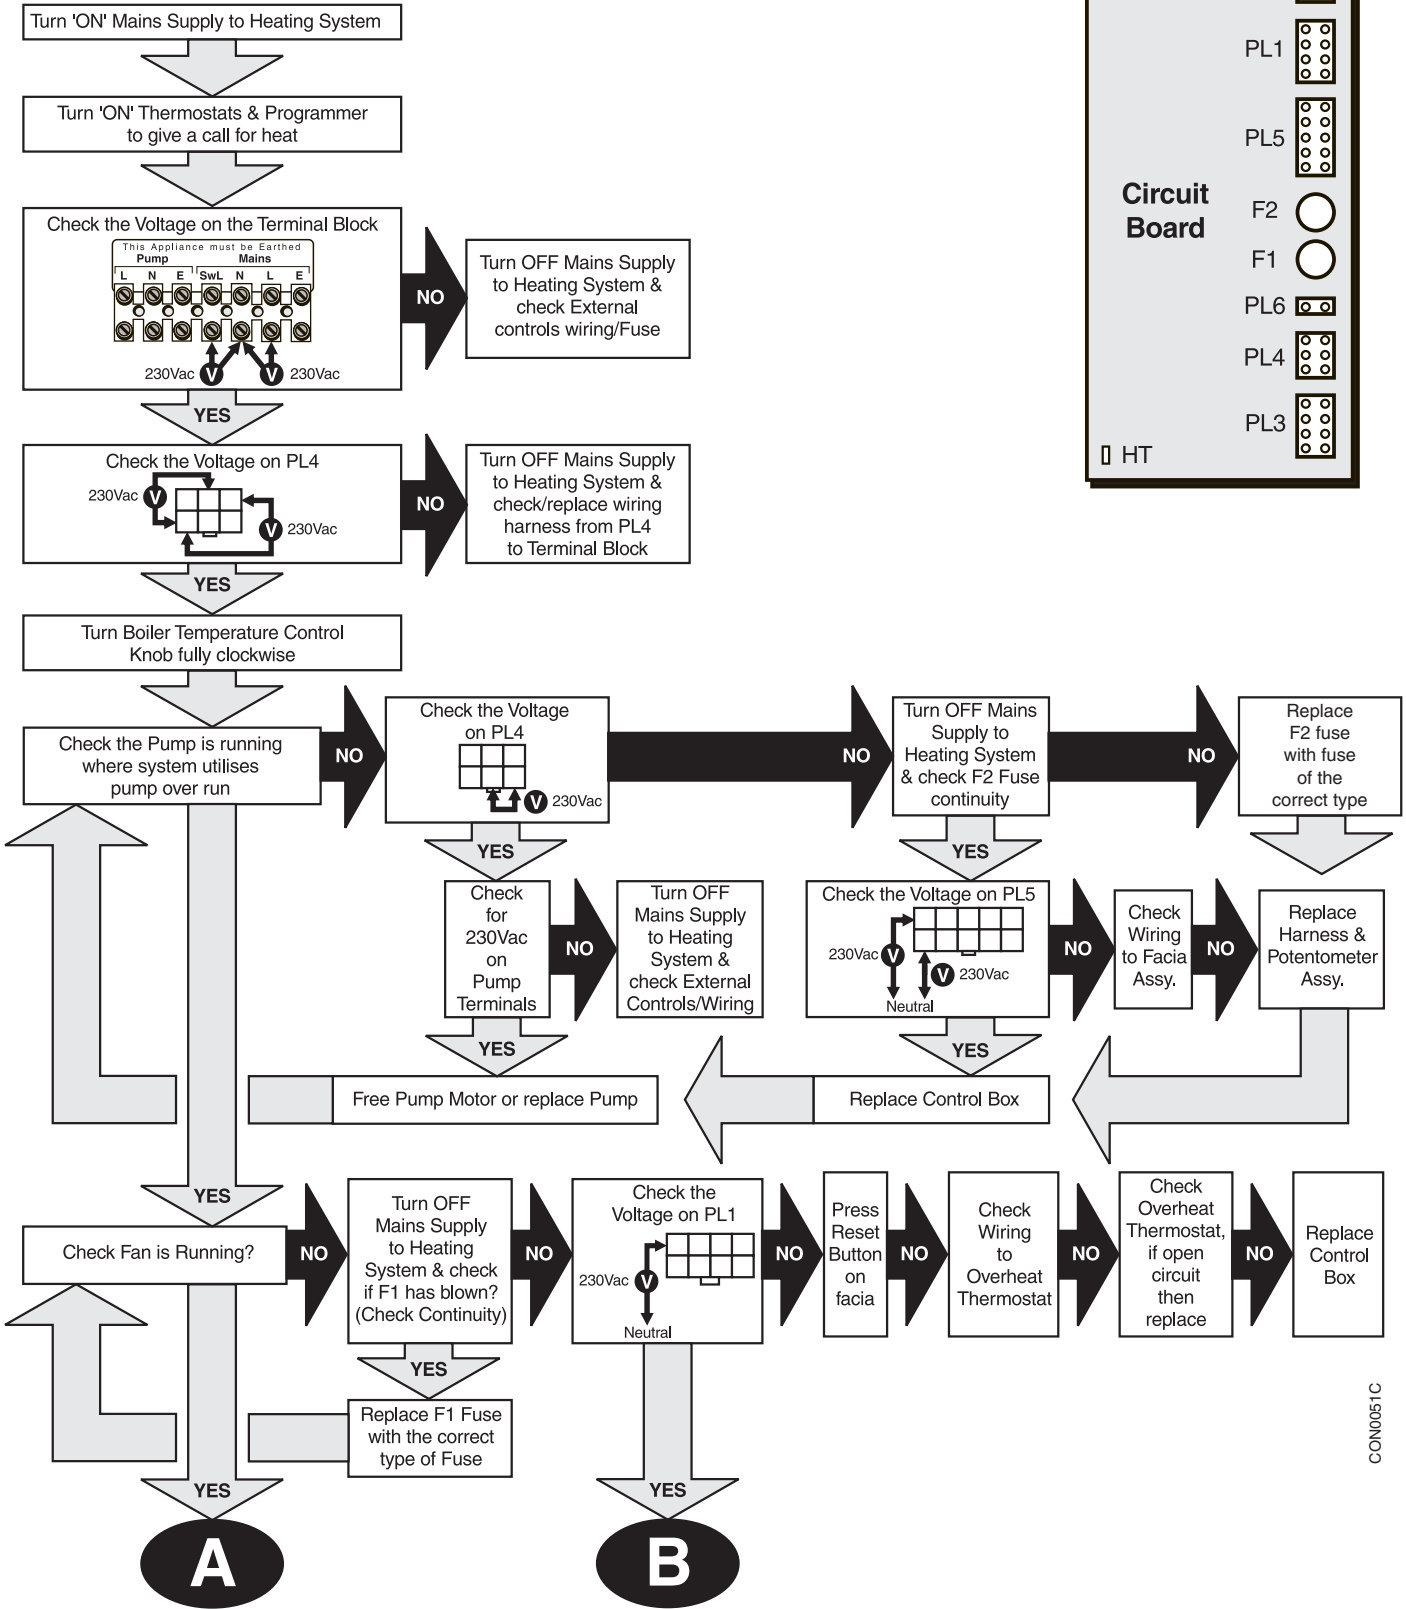 Turn 'ON' Mains Supply to Heating System
Turn 'ON' Thermostats & Programmer
to give a call for heat
Check the Voltage on the Terminal Block
This Appliance must be Earthed
Pump Mains
L N E SwL N L E
230Vac V V 230Vac
NO
Turn OFF Mains Supply
to Heating System &
check External
controls wiring/Fuse
YES
Check the Voltage on PL4
230Vac V
V 230Vac
NO
Turn OFF Mains Supply
to Heating System &
check/replace wiring
harness from PL4
to Terminal Block
YES
Turn Boiler Temperature Control
Knob fully clockwise
Circuit
Board
PL1
PL5
F2
F1
PL6
PL4
PL3
HT
Check the Pump is running
where system utilises
pump over run
NO
Check the Voltage
on PL4
V 230Vac
NO
Turn OFF Mains
Supply to
Heating System
& check F2 Fuse
continuity
NO
Replace
F2 fuse
with fuse
of the
correct type
YES
Check
for
230Vac
on
Pump
Terminals
NO
Turn OFF
Mains Supply
to Heating
System &
check External
Controls/Wiring
YES
Check the Voltage on PL5
230Vac V
V 230Vac
Neutral
NO
Check
Wiring
to Facia
Assy.
NO
Replace
Harness &
Potentometer
Assy.
YES
Free Pump Motor or replace Pump
YES
Replace Control Box
YES
Check Fan is Running?
NO
Turn OFF
Mains Supply
to Heating
System & check
if F1 has blown?
(Check Continuity)
NO
Check the
Voltage on PL1
230Vac V
Neutral
NO
Press
Reset
Button
on
facia
NO
Check
Wiring
to
Overheat
Thermostat
NO
Check
Overheat
Thermostat,
if open
circuit
then
replace
NO
Replace
Control
Box
YES
Replace F1 Fuse
with the correct
type of Fuse
YES
A
YES
B
CON0051C